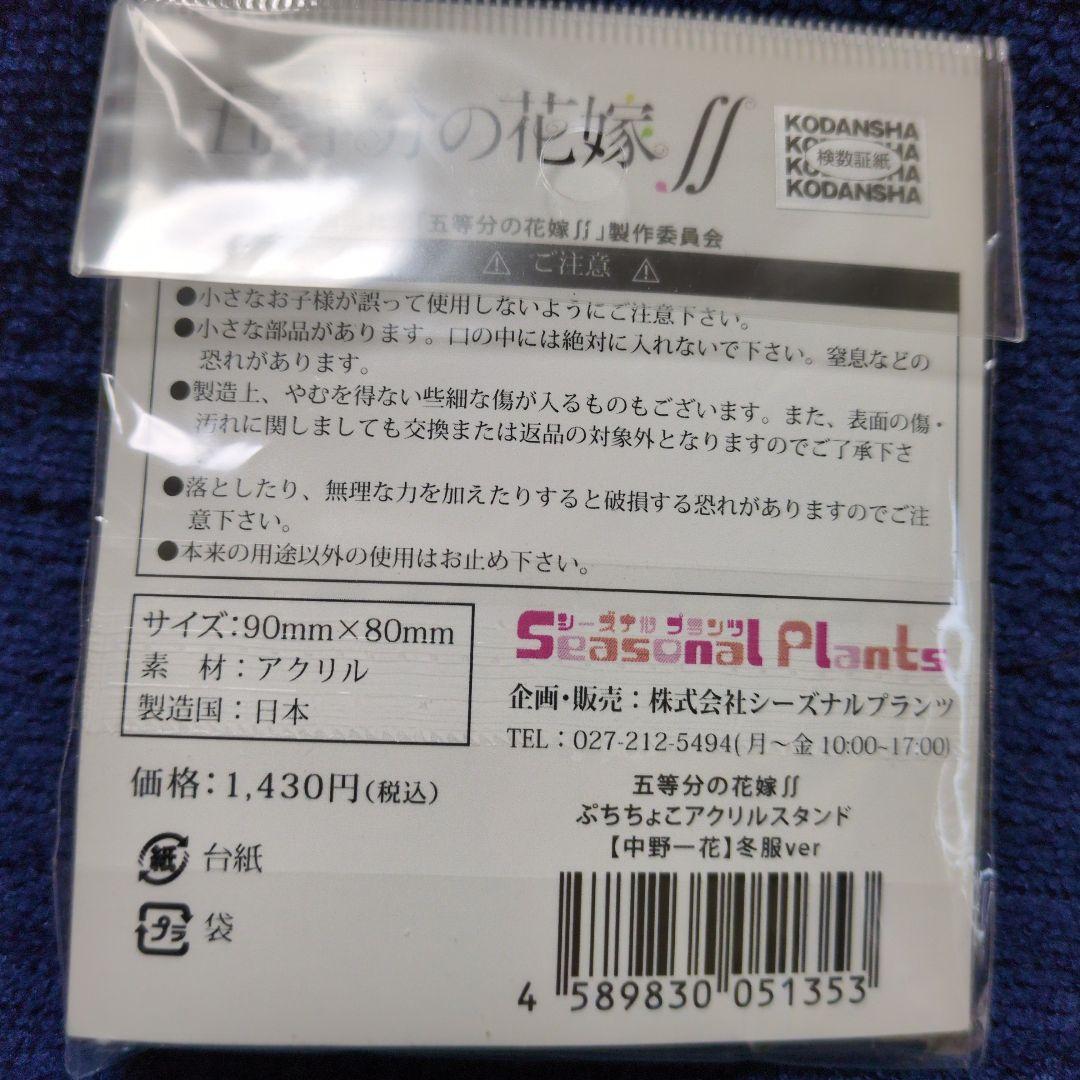 分の花嫁∬
KODANSHA
KODANSHA
検数証紙
KODANSHA
KODANSHA
「五等分の花嫁∬」製作委員会
⚠ ご注意 ⚠
●小さなお子様が誤って使用しないようにご注意下さい。
●小さな部品があります。口の中には絶対に入れないで下さい。窒息などの
恐れがあります。
●製造上、やむを得ない些細な傷が入るものもございます。また、表面の傷・
汚れに関しましても交換または返品の対象外となりますのでご了承下さ
●落としたり、無理な力を加えたりすると破損する恐れがありますのでご注
意下さい。
●本来の用途以外の使用はお止め下さい。
サイズ:90mm×80mm
素 材:アクリル
製造国:日本
シーズナル プランツ
Seasonal Plants
企画・販売:株式会社シーズナルプランツ
TEL:027-212-5494(月～金 10:00~17:00)
価格:1,430円(税込)
五等分の花嫁∬
ぷちちょこアクリルスタンド
【中野一花】冬服ver
紙 台紙
プラ 袋
4 589830 051353